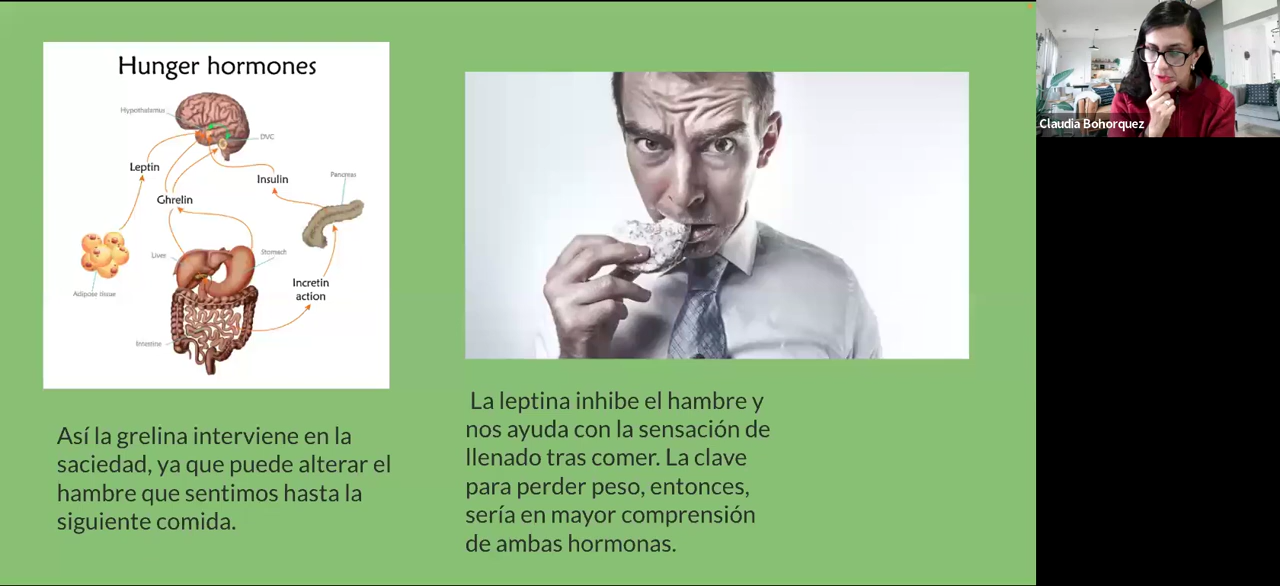 Hunger hormones
Hypothalamus
DVC
Leptin
Insulin
Pancreas
Ghrelin
Liver
Stomach
Adipose tissue
Incretin
action
Intestine
Así la grelina interviene en la
saciedad, ya que puede alterar el
hambre que sentimos hasta la
siguiente comida.
La leptina inhibe el hambre y
nos ayuda con la sensación de
llenado tras comer. La clave
para perder peso, entonces,
sería en mayor comprensión
de ambas hormonas.
Claudia Bohorquez